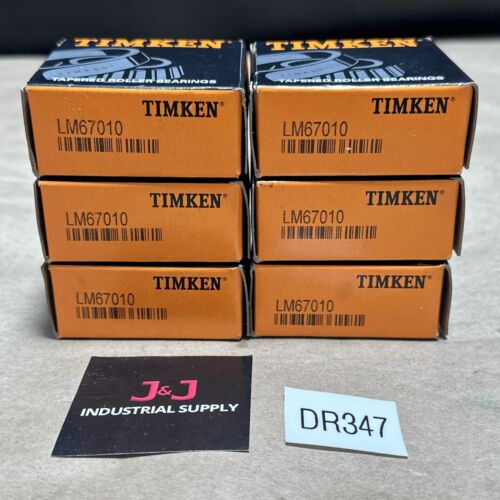 TIMKEN
TAPERED ROLLER BEARINGS
TIMKEN
TAPERED ROLLER BEARINGS
TIMKEN®
LM67010
TIMKEN®
LM67010
TIMKEN®
LM67010
TIMKEN®
LM67010
TIMKEN®
LM67010
TIMKEN®
LM67010
J&J
INDUSTRIAL SUPPLY
DR347